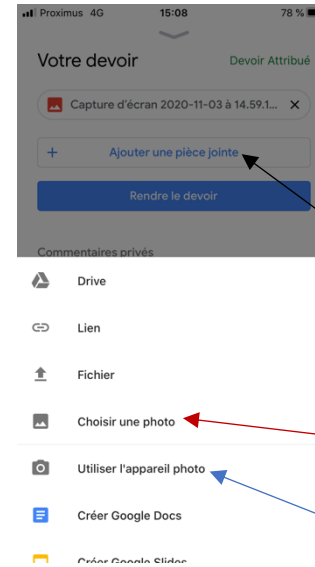 Proximus 4G 15:08 78 %
Votre devoir Devoir Attribué
Capture d'écran 2020-11-03 à 14.59.1... ×
+ Ajouter une pièce jointe
Rendre le devoir
Commentaires privés
Drive
Lien
Fichier
Choisir une photo
Utiliser l'appareil photo
Créer Google Docs
Créer Google Slides